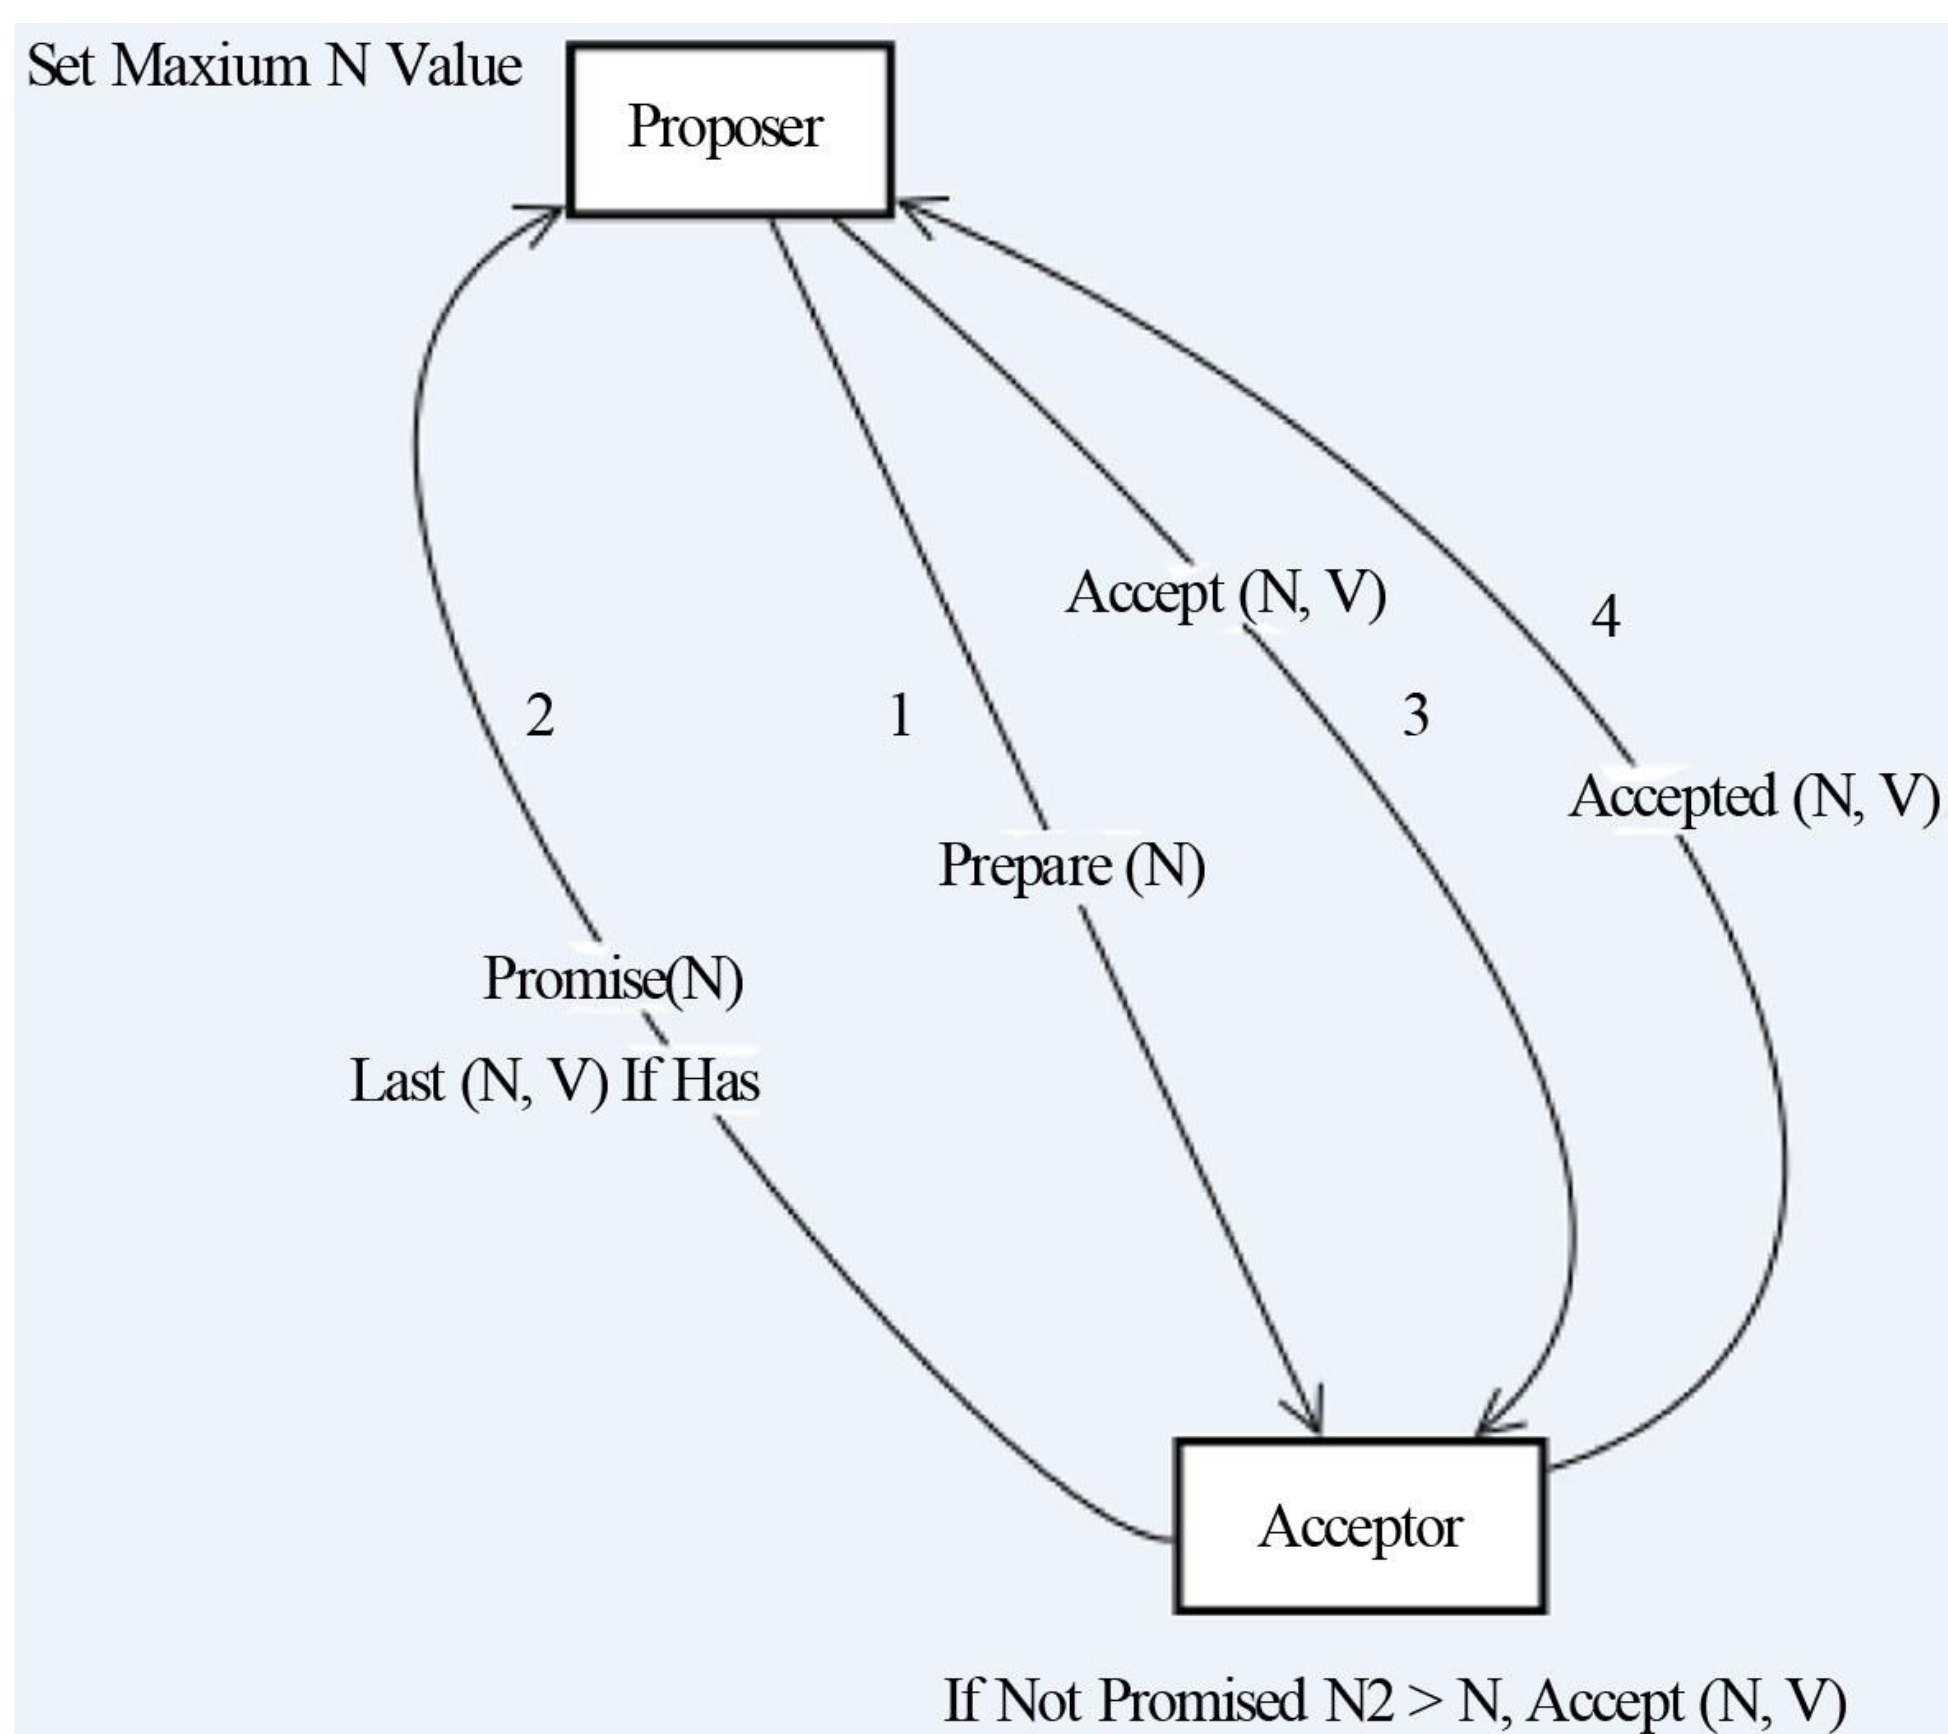 Set Maxium N Value
Proposer
Accept (N, V)
4
2
1
3
Accepted (N, V)
Prepare (N)
Promise(N)
Last (N, V) If Has
Acceptor
If Not Promised N2 > N, Accept (N, V)